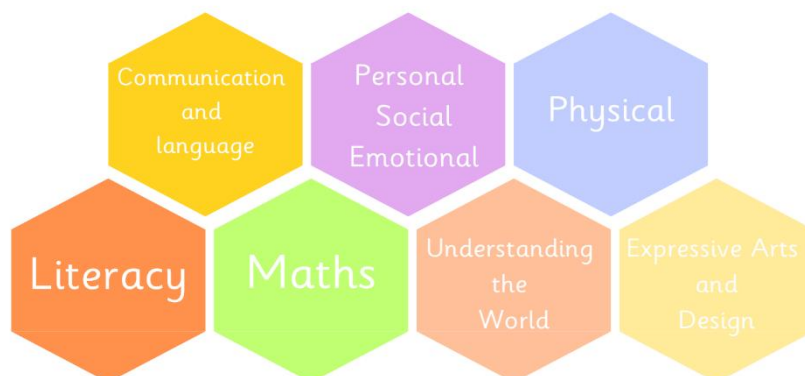 Communication
and
language
Personal
Social
Emotional
Physical
Literacy
Maths
Understanding
the
World
Expressive Arts
and
Design